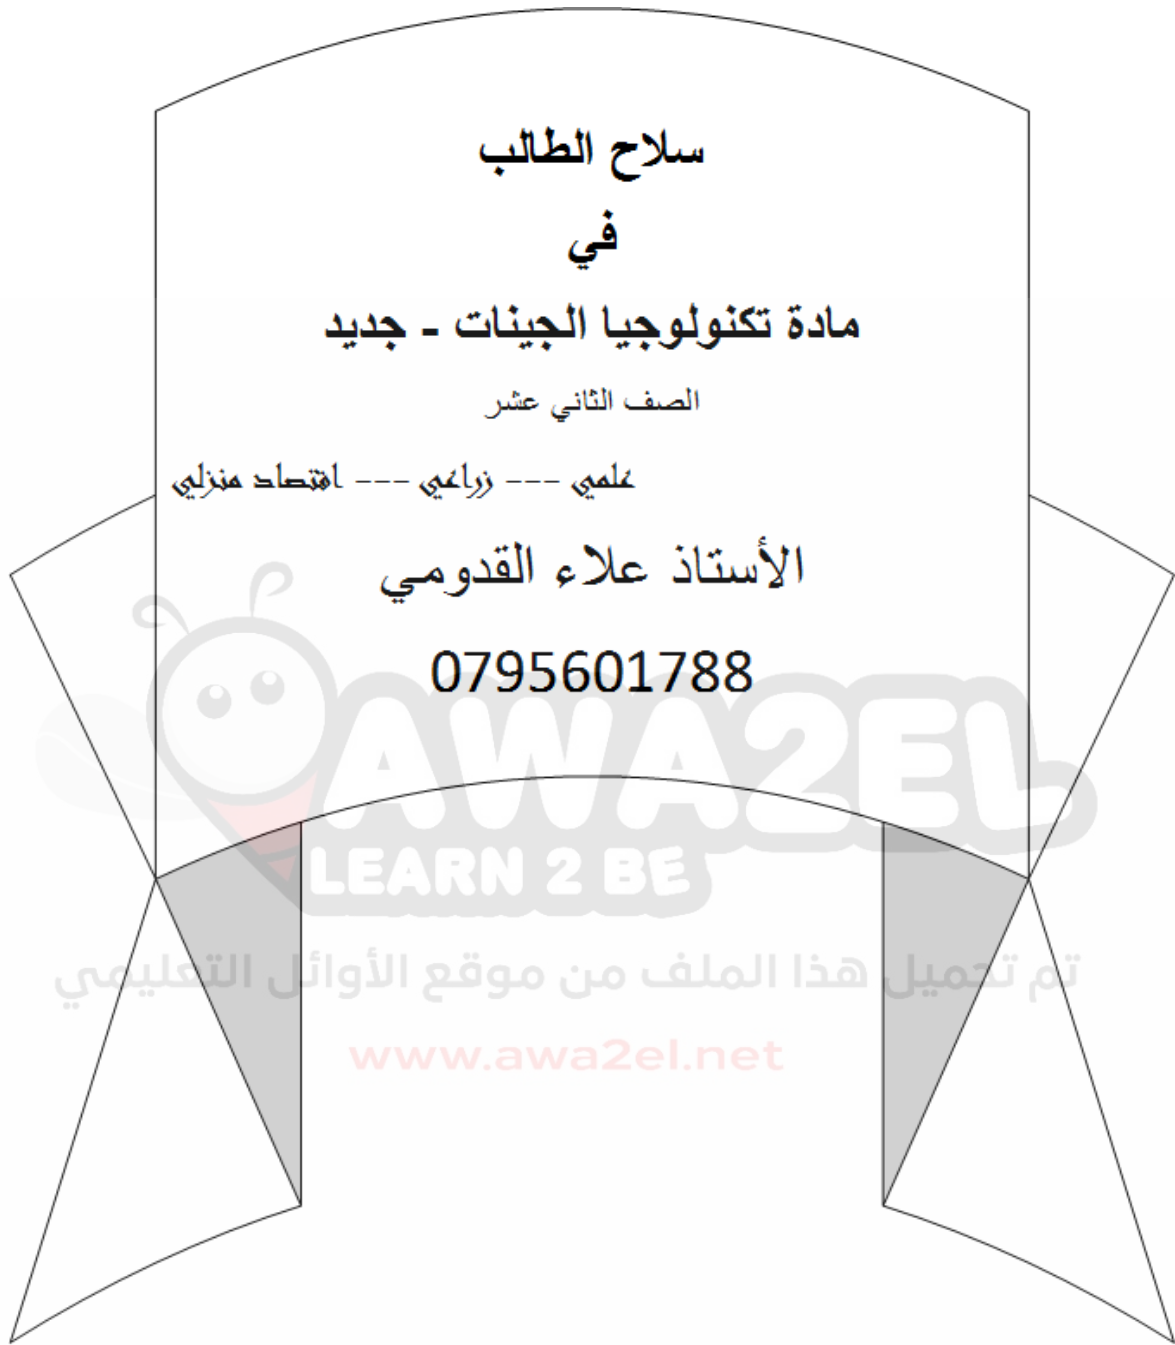 سلاح الطالب
في
مادة تكنولوجيا الجينات - جديد
الصف الثاني عشر
علمي --- زراعي --- اقتصاد منزلي
الأستاذ علاء القدومي
0795601788
AWA2EL
LEARN 2 BE
تم تحميل هذا الملف من موقع الأوائل التعليمي
www.awa2el.net